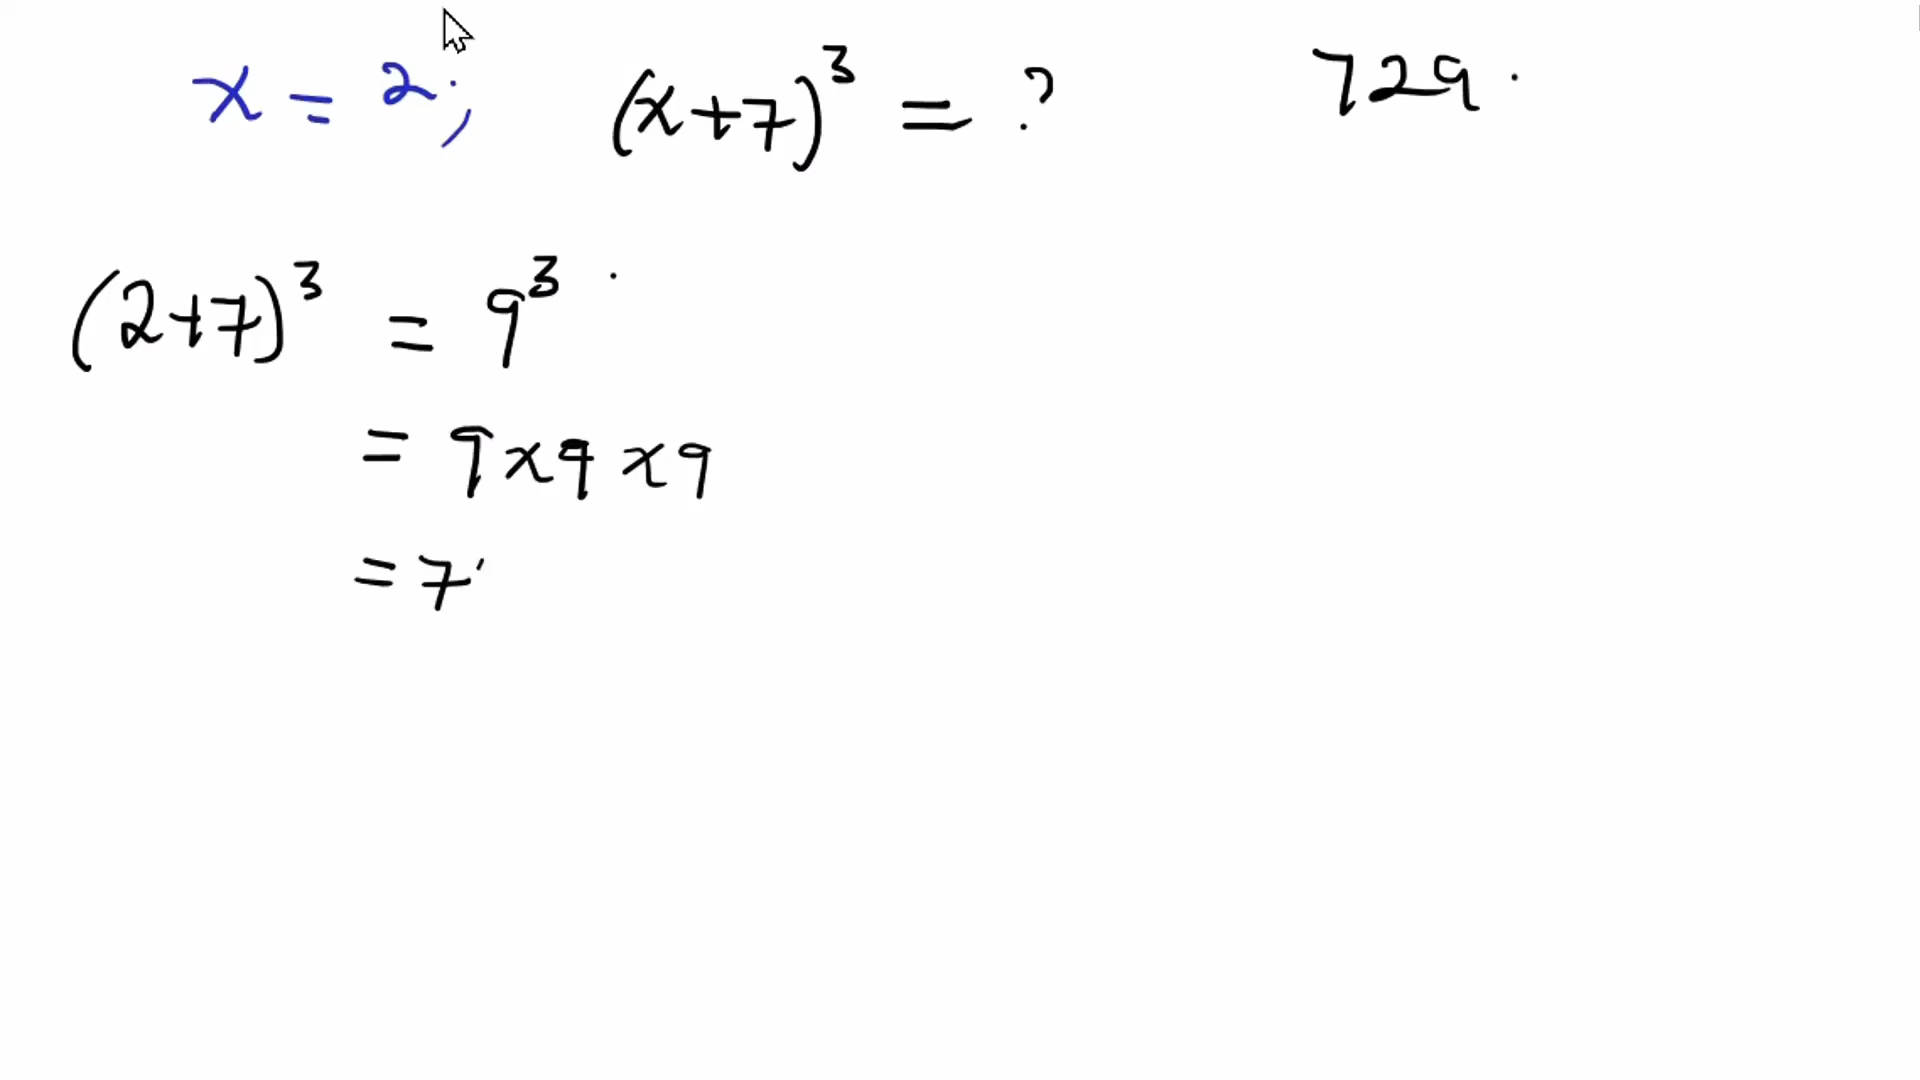 x = 2; (x+7)³ = ? 729.
(2+7)³ = 9³
= 9x9x9
= 7